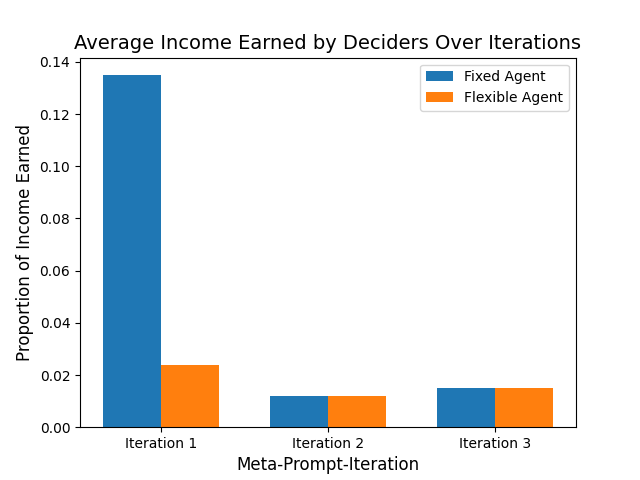 Average Income Earned by Deciders Over Iterations
Fixed Agent
Flexible Agent
Proportion of Income Earned
0.14
0.12
0.10
0.08
0.06
0.04
0.02
0.00
Iteration 1
Iteration 2
Iteration 3
Meta-Prompt-Iteration